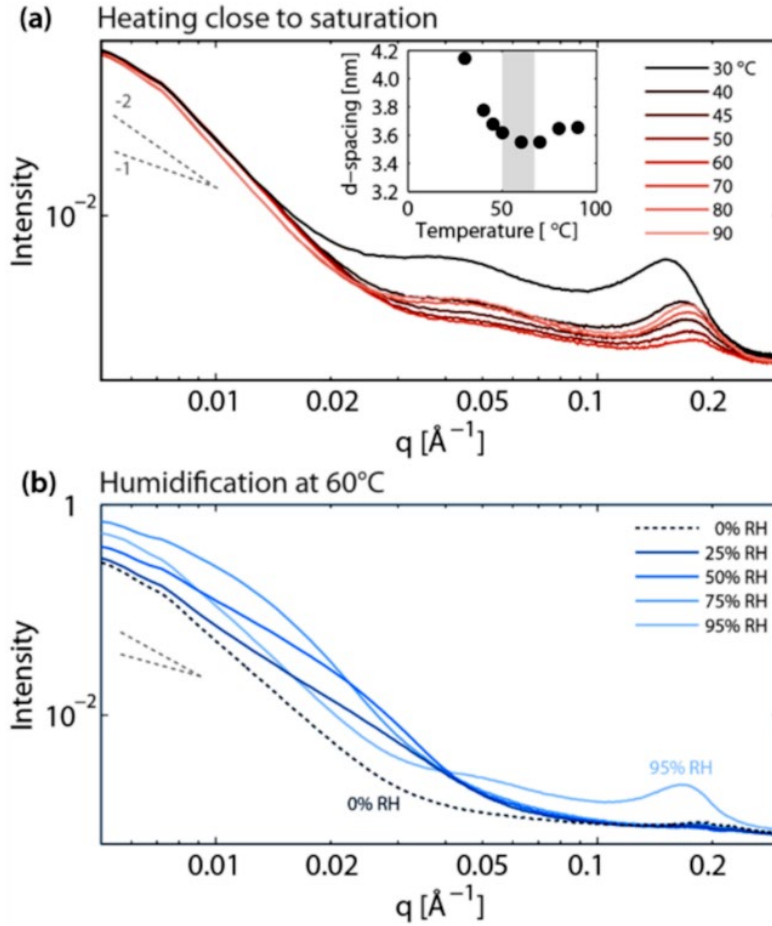 (a) Heating close to saturation
4.2
4.0
3.8
3.6
3.4
3.2
d-spacing [nm]
0 50 100
Temperature [ °C]
30 °C
40
45
50
60
70
80
90
-2
-1
10⁻²
Intensity
0.01 0.02 0.05 0.1 0.2
q [Å⁻¹]
(b) Humidification at 60°C
1
0% RH
25% RH
50% RH
75% RH
95% RH
10⁻²
Intensity
95% RH
0% RH
0.01 0.02 0.05 0.1 0.2
q [Å⁻¹]